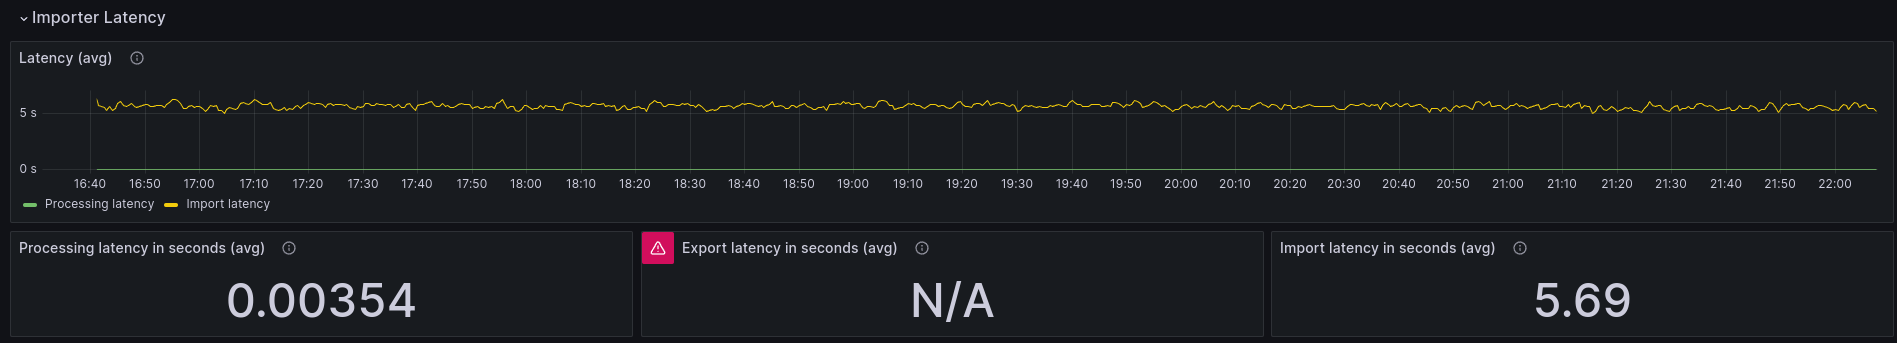 Importer Latency
Latency (avg)
5 s
0 s
16:40 16:50 17:00 17:10 17:20 17:30 17:40 17:50 18:00 18:10 18:20 18:30 18:40 18:50 19:00 19:10 19:20 19:30 19:40 19:50 20:00 20:10 20:20 20:30 20:40 20:50 21:00 21:10 21:20 21:30 21:40 21:50 22:00
Processing latency Import latency
Processing latency in seconds (avg) Export latency in seconds (avg) Import latency in seconds (avg)
0.00354 N/A 5.69